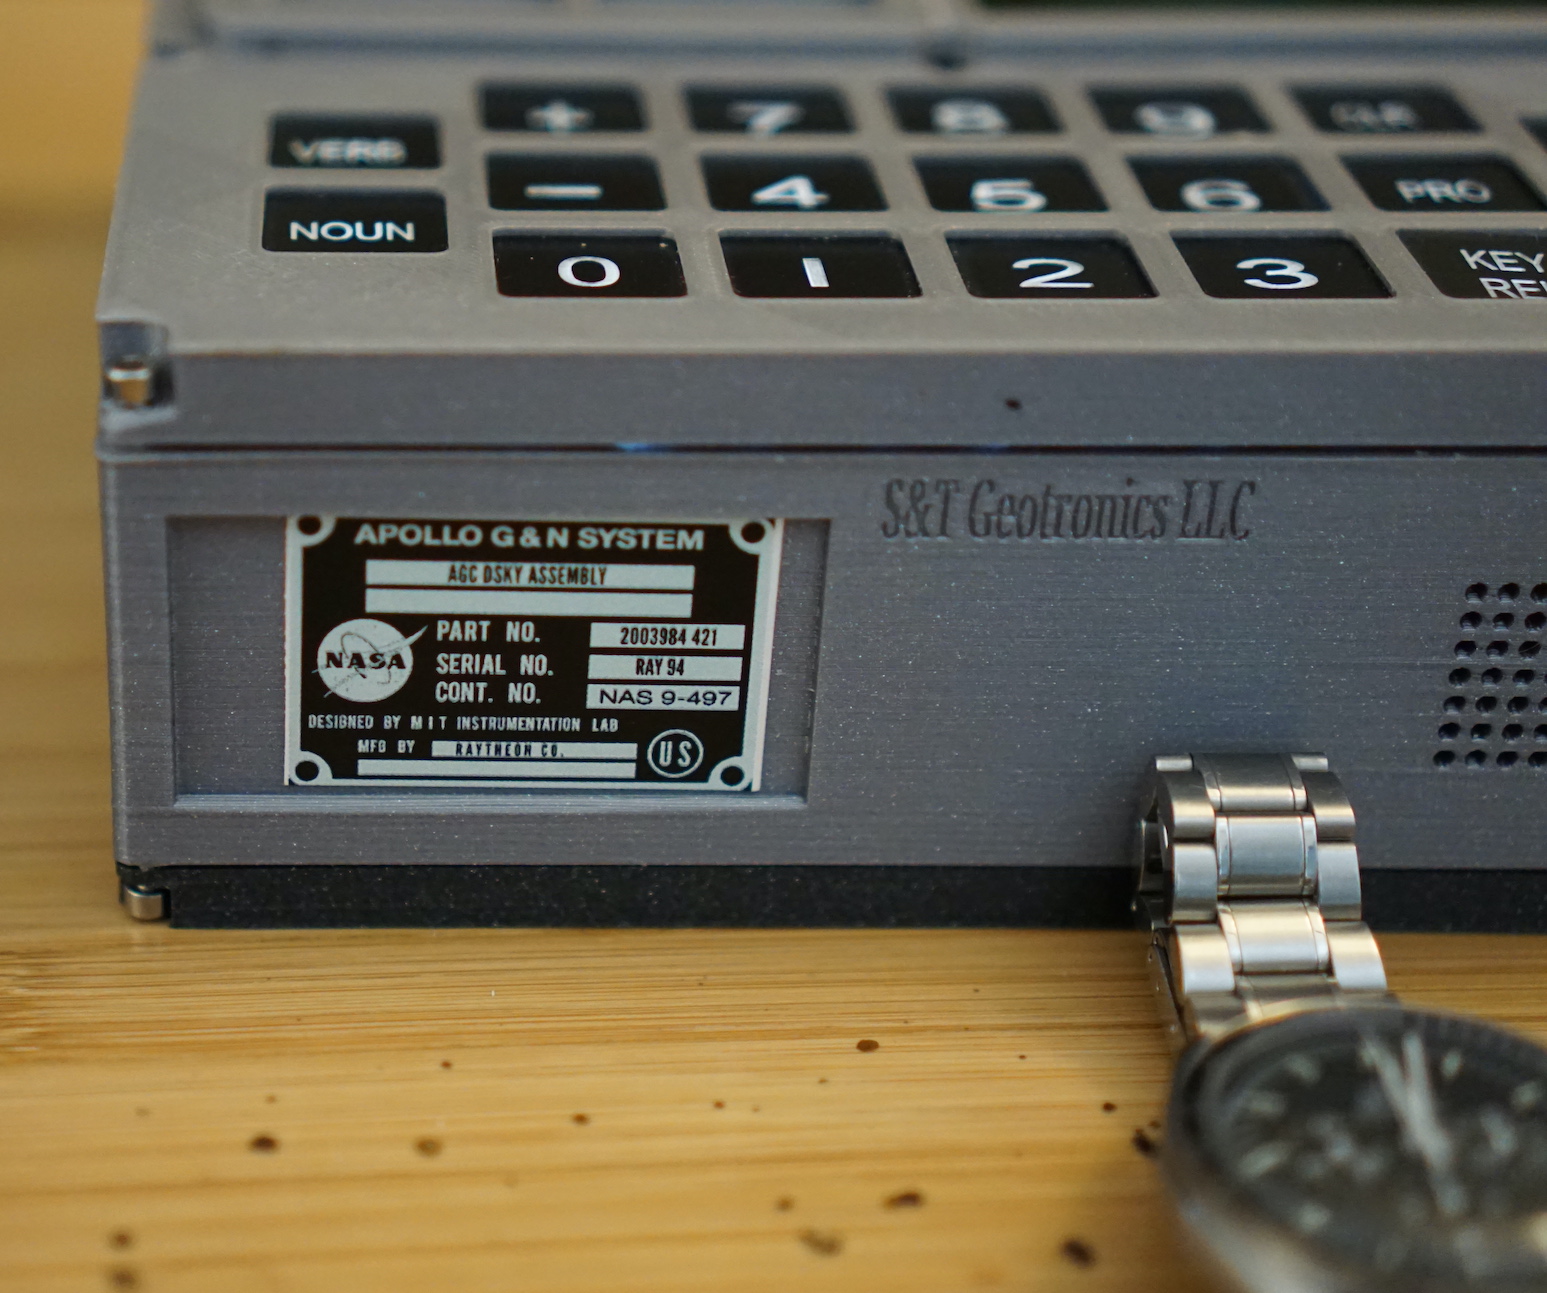 + 7 8 9 CLR
VERB
- 4 5 6 PRO
NOUN
0 1 2 3 KEY
S&T Geotronics LLC
APOLLO G & N SYSTEM
AGC DSKY ASSEMBLY
NASA
PART NO. 2003984 421
SERIAL NO. RAY 94
CONT. NO. NAS 9-497
DESIGNED BY MIT INSTRUMENTATION LAB
MFG BY RAYTHEON CO.
US